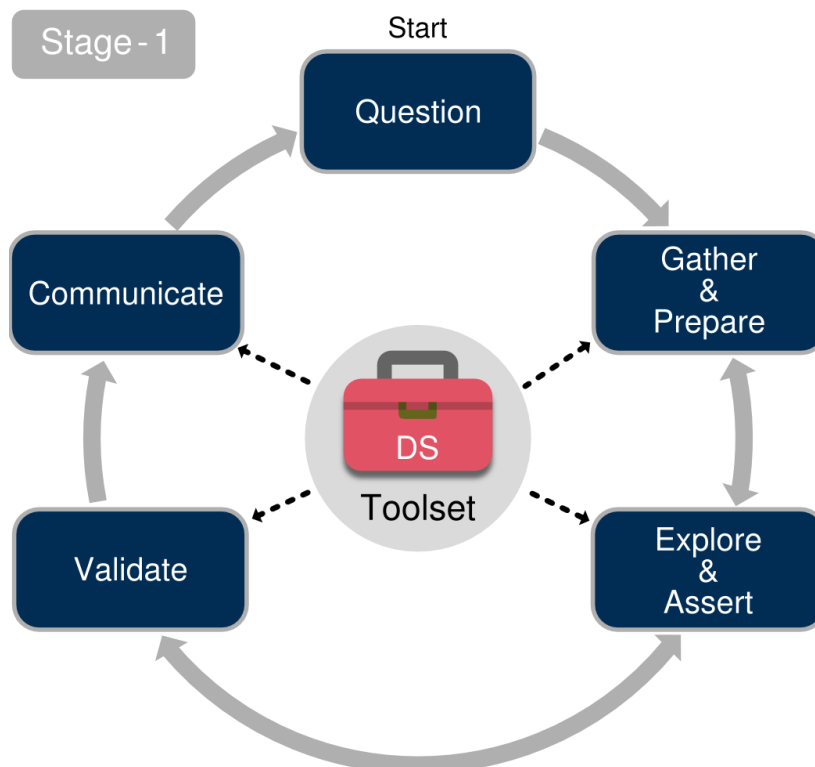 Stage-1
Start
Question
Communicate
Gather
&
Prepare
DS
Toolset
Validate
Explore
&
Assert